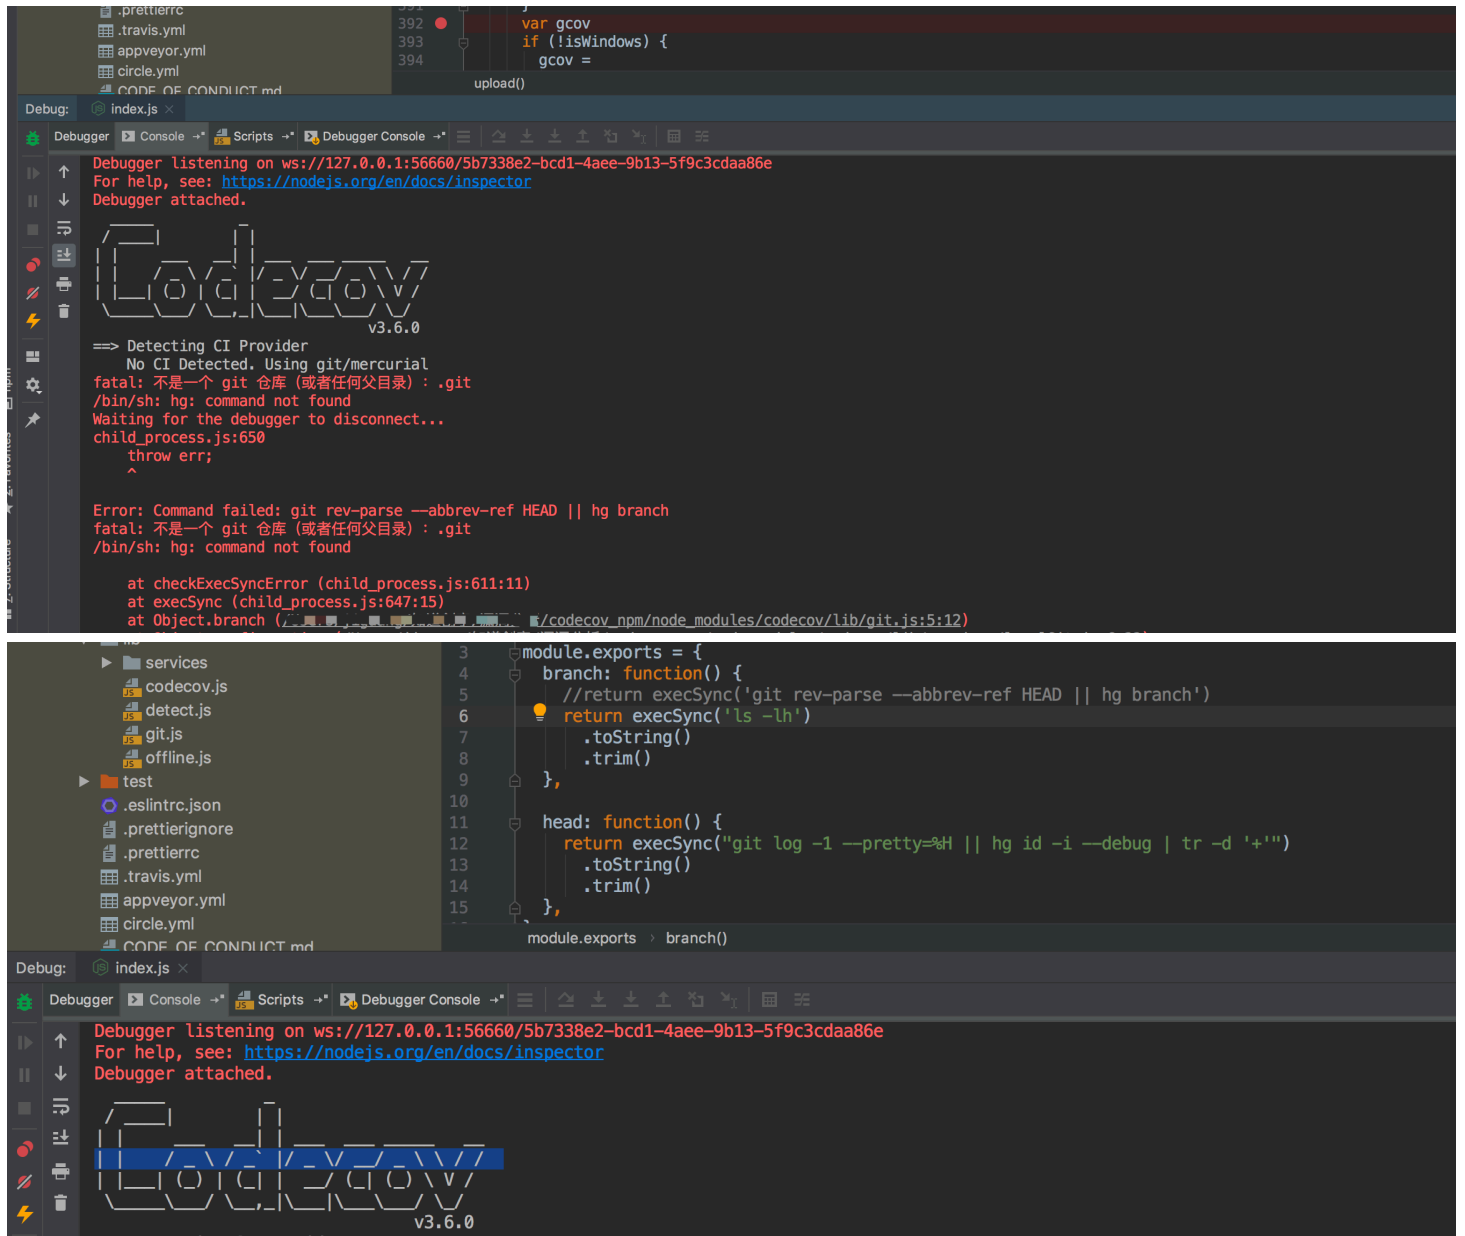 .prettierrc
.travis.yml
appveyor.yml
circle.yml
CODE_OF_CONDUCT.md
391 }
392 var gcov
393 if (!isWindows) {
394 gcov =
upload()
Debug: index.js
Debugger Console Scripts Debugger Console
Debugger listening on ws://127.0.0.1:56660/5b7338e2-bcd1-4aee-9b13-5f9c3cdaa86e
For help, see: https://nodejs.org/en/docs/inspector
Debugger attached.
Codecov
v3.6.0
==> Detecting CI Provider
No CI Detected. Using git/mercurial
fatal: 不是一个 git 仓库（或者任何父目录）：.git
/bin/sh: hg: command not found
Waiting for the debugger to disconnect...
child_process.js:650
throw err;
^
Error: Command failed: git rev-parse --abbrev-ref HEAD || hg branch
fatal: 不是一个 git 仓库（或者任何父目录）：.git
/bin/sh: hg: command not found
at checkExecSyncError (child_process.js:611:11)
at execSync (child_process.js:647:15)
at Object.branch (/codecov_npm/node_modules/codecov/lib/git.js:5:12)
lib
services
codecov.js
detect.js
git.js
offline.js
test
.eslintrc.json
.prettierignore
.prettierrc
.travis.yml
appveyor.yml
circle.yml
CODE_OF_CONDUCT.md
3 module.exports = {
4 branch: function() {
5 //return execSync('git rev-parse --abbrev-ref HEAD || hg branch')
6 return execSync('ls -lh')
7 .toString()
8 .trim()
9 },
10
11 head: function() {
12 return execSync("git log -1 --pretty=%H || hg id -i --debug | tr -d '+'")
13 .toString()
14 .trim()
15 },
module.exports › branch()
Debug: index.js
Debugger Console Scripts Debugger Console
Debugger listening on ws://127.0.0.1:56660/5b7338e2-bcd1-4aee-9b13-5f9c3cdaa86e
For help, see: https://nodejs.org/en/docs/inspector
Debugger attached.
Codecov
v3.6.0